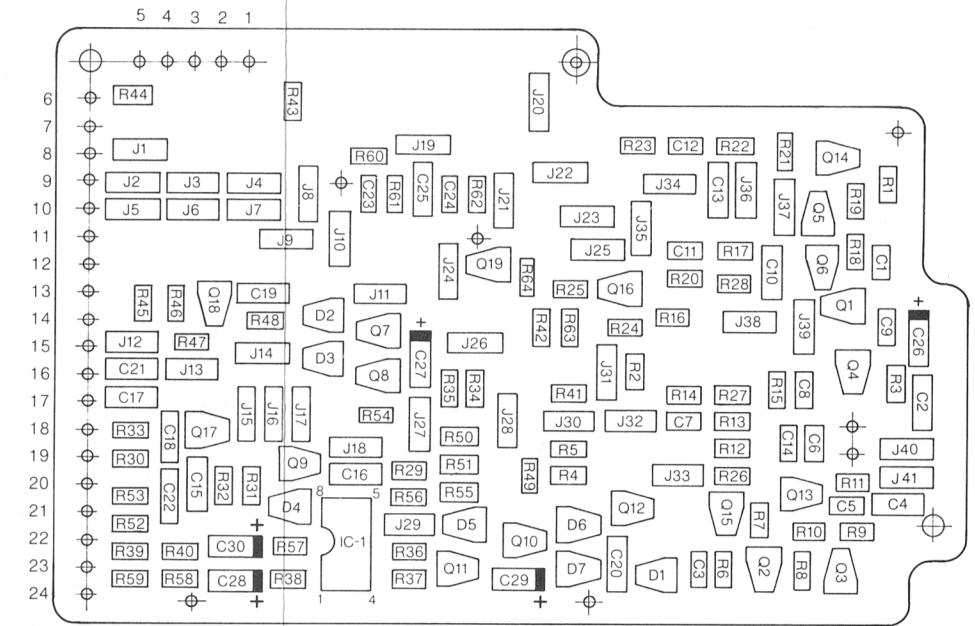 5 4 3 2 1
6 R44 R43 J20
7
8 J1 R60 J19 R23 C12 R22 R21 Q14
9 J2 J3 J4 J8 C23 R61 C25 C24 R62 J21 J22 J34 C13 J36 J37 R1
10 J5 J6 J7 J23 J35 Q5 R19
11 J9 J10 J25 C11 R17 R18
12 J24 Q19 R64 R20 C10 Q6 C1
13 R45 R46 Q18 C19 J11 R25 Q16 R28 Q1
14 R48 D2 Q7 + R42 R63 R24 R16 J38 J39 C9 + C26
15 J12 R47 J14 D3 C27 J26
16 C21 J13 Q8 R35 R34 J31 R2 Q4 R3
17 C17 J15 J16 J17 R54 J27 J28 R41 R14 R27 R15 C8 C2
18 R33 C18 Q17 J18 R50 J30 J32 C7 R13 C14 C6 J40
19 R30 Q9 R29 R51 R5 R12
20 C15 R32 R31 C16 R49 R4 J33 R26 R11 J41
21 R53 C22 D4 8 5 R56 R55 Q12 Q15 Q13 C5 C4
22 R52 + J29 D5 D6 R7 R10 R9
23 R39 R40 C30 R57 IC-1 R36 Q10 C20
24 R59 R58 C28 R38 R37 Q11 C29 D7 D1 C3 R6 Q2 R8 Q3
+ 1 4 +